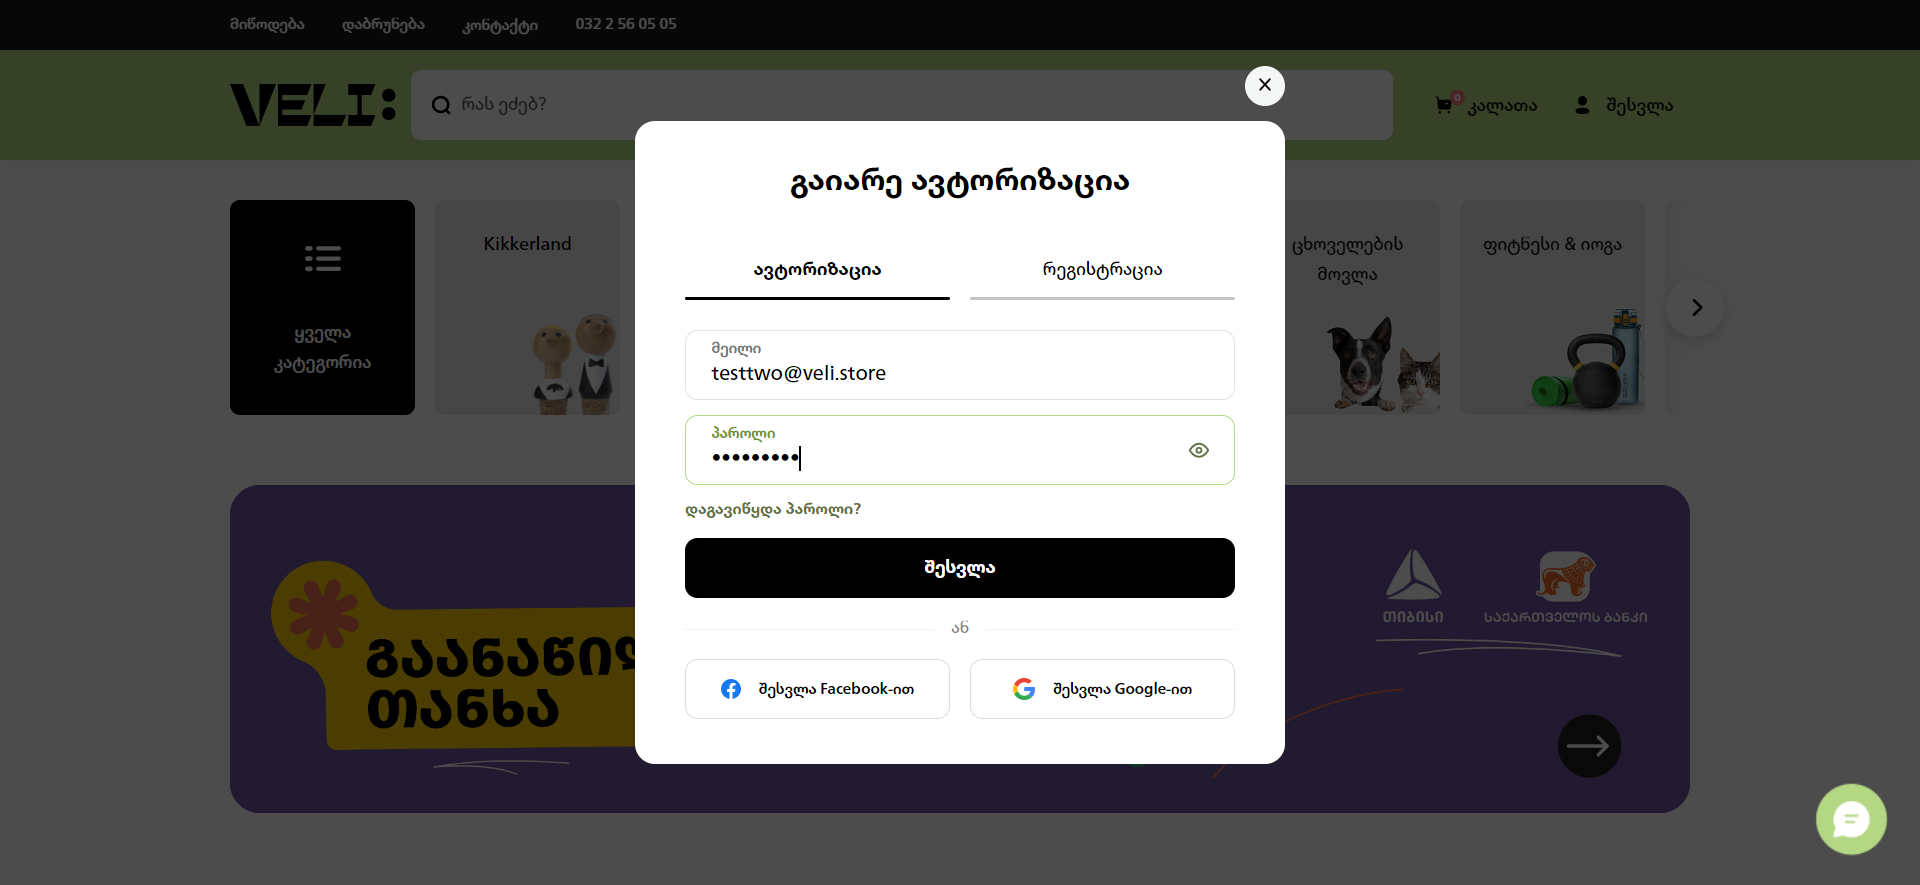 მიწოდება
დაბრუნება
კონტაქტი
032 2 56 05 05
VELI:
რას ეძებ?
0
კალათა
შესვლა
ყველა
კატეგორია
Kikkerland
ცხოველების
მოვლა
ფიტნესი & იოგა
გაიარე ავტორიზაცია
ავტორიზაცია
რეგისტრაცია
მეილი
testtwo@veli.store
პაროლი
•••••••••
დაგავიწყდა პაროლი?
შესვლა
ან
შესვლა Facebook-ით
შესვლა Google-ით
თიბისი
საქართველოს ბანკი
თანხა